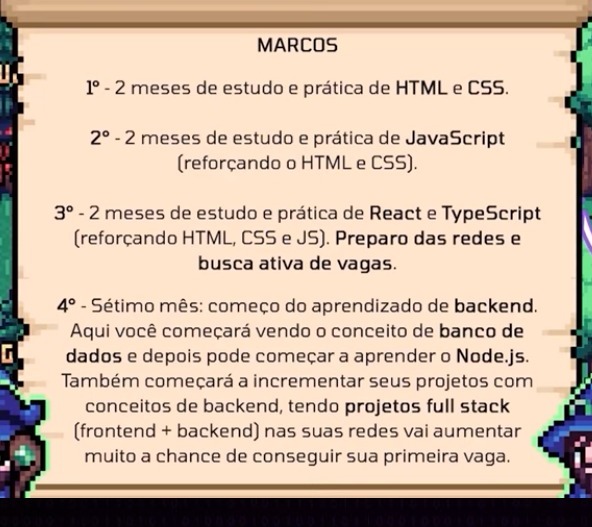 MARCOS
1º - 2 meses de estudo e prática de HTML e CSS.
2° - 2 meses de estudo e prática de JavaScript
(reforçando o HTML e CSS).
3° - 2 meses de estudo e prática de React e TypeScript
(reforçando HTML, CSS e JS). Preparo das redes e
busca ativa de vagas.
4° - Sétimo mês: começo do aprendizado de backend.
Aqui você começará vendo o conceito de banco de
dados e depois pode começar a aprender o Node.js.
Também começará a incrementar seus projetos com
conceitos de backend, tendo projetos full stack
(frontend + backend) nas suas redes vai aumentar
muito a chance de conseguir sua primeira vaga.